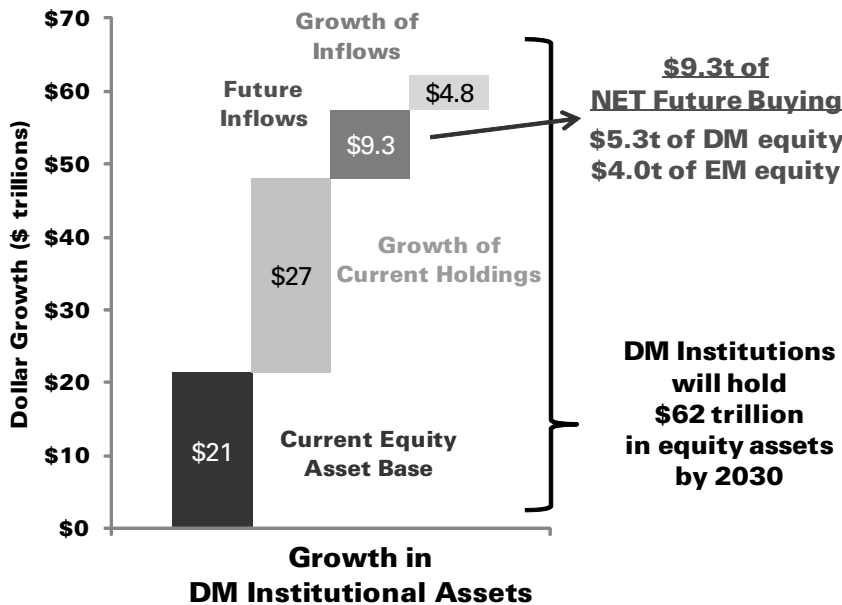 Dollar Growth ($ trillions)
$70
$60
$50
$40
$30
$20
$10
$0
Growth of
Inflows
$4.8
Future
Inflows
$9.3
$27
Growth of
Current Holdings
$21
Current Equity
Asset Base
$9.3t of
NET Future Buying
$5.3t of DM equity
$4.0t of EM equity
DM Institutions
will hold
$62 trillion
in equity assets
by 2030
Growth in
DM Institutional Assets